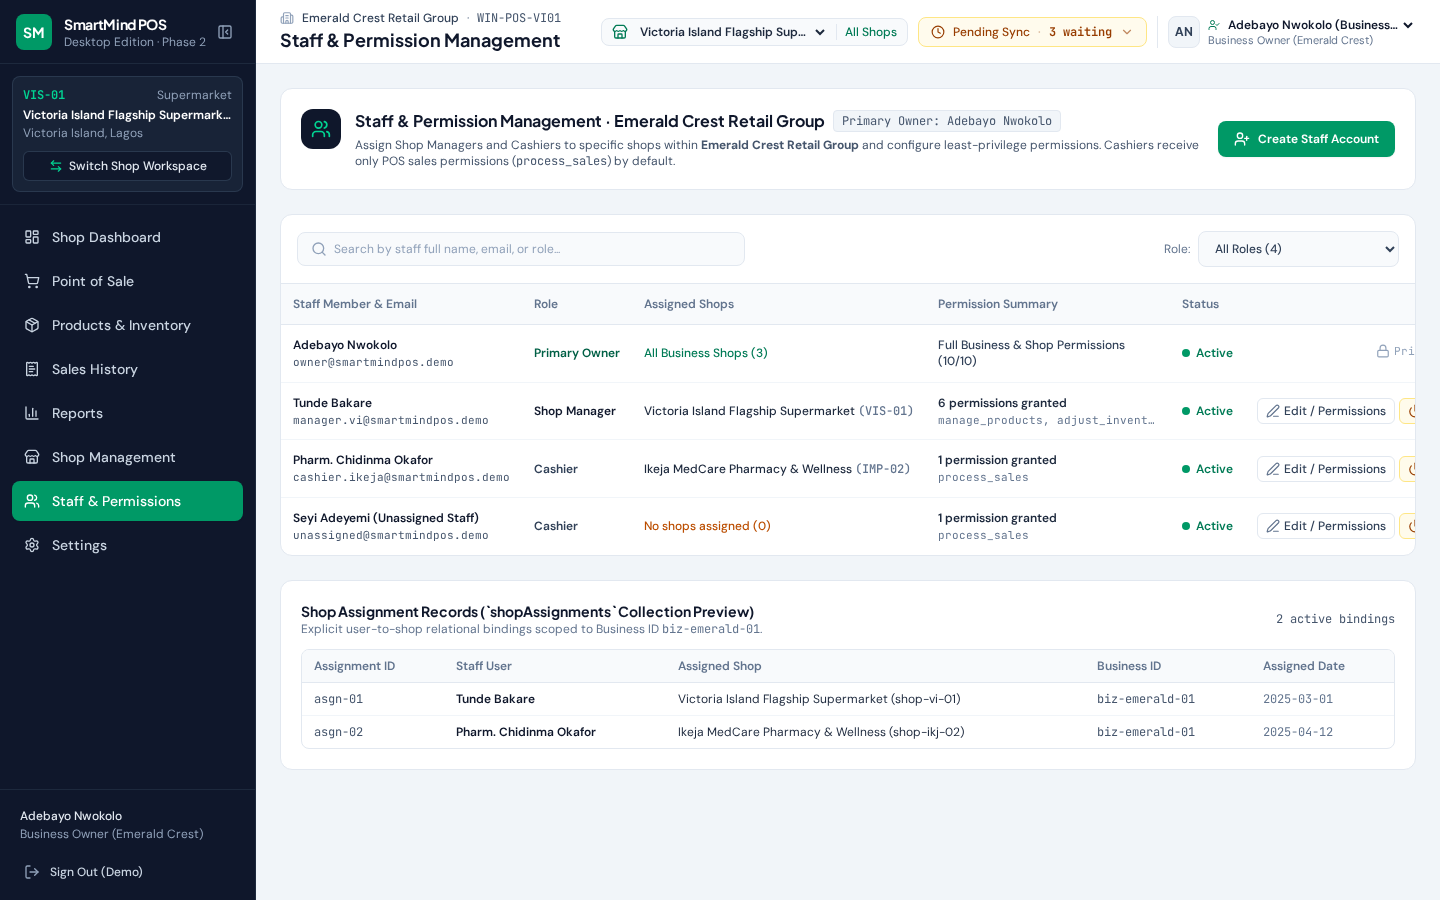 SM
SmartMind POS
Desktop Edition · Phase 2
VIS-01
Supermarket
Victoria Island Flagship Supermark...
Victoria Island, Lagos
Switch Shop Workspace
Shop Dashboard
Point of Sale
Products & Inventory
Sales History
Reports
Shop Management
Staff & Permissions
Settings
Adebayo Nwokolo
Business Owner (Emerald Crest)
Sign Out (Demo)
Emerald Crest Retail Group · WIN-POS-VI01
Staff & Permission Management
Victoria Island Flagship Sup...
All Shops
Pending Sync · 3 waiting
AN
Adebayo Nwokolo (Business...
Business Owner (Emerald Crest)
Staff & Permission Management · Emerald Crest Retail Group
Primary Owner: Adebayo Nwokolo
Assign Shop Managers and Cashiers to specific shops within Emerald Crest Retail Group and configure least-privilege permissions. Cashiers receive
only POS sales permissions (process_sales) by default.
Create Staff Account
Search by staff full name, email, or role...
Role:
All Roles (4)
Staff Member & Email
Role
Assigned Shops
Permission Summary
Status
Adebayo Nwokolo
owner@smartmindpos.demo
Primary Owner
All Business Shops (3)
Full Business & Shop Permissions
(10/10)
Active
Pri
Tunde Bakare
manager.vi@smartmindpos.demo
Shop Manager
Victoria Island Flagship Supermarket (VIS-01)
6 permissions granted
manage_products, adjust_invent…
Active
Edit / Permissions
Pharm. Chidinma Okafor
cashier.ikeja@smartmindpos.demo
Cashier
Ikeja MedCare Pharmacy & Wellness (IMP-02)
1 permission granted
process_sales
Active
Edit / Permissions
Seyi Adeyemi (Unassigned Staff)
unassigned@smartmindpos.demo
Cashier
No shops assigned (0)
1 permission granted
process_sales
Active
Edit / Permissions
Shop Assignment Records (`shopAssignments` Collection Preview)
Explicit user-to-shop relational bindings scoped to Business ID biz-emerald-01.
2 active bindings
Assignment ID
Staff User
Assigned Shop
Business ID
Assigned Date
asgn-01
Tunde Bakare
Victoria Island Flagship Supermarket (shop-vi-01)
biz-emerald-01
2025-03-01
asgn-02
Pharm. Chidinma Okafor
Ikeja MedCare Pharmacy & Wellness (shop-ikj-02)
biz-emerald-01
2025-04-12